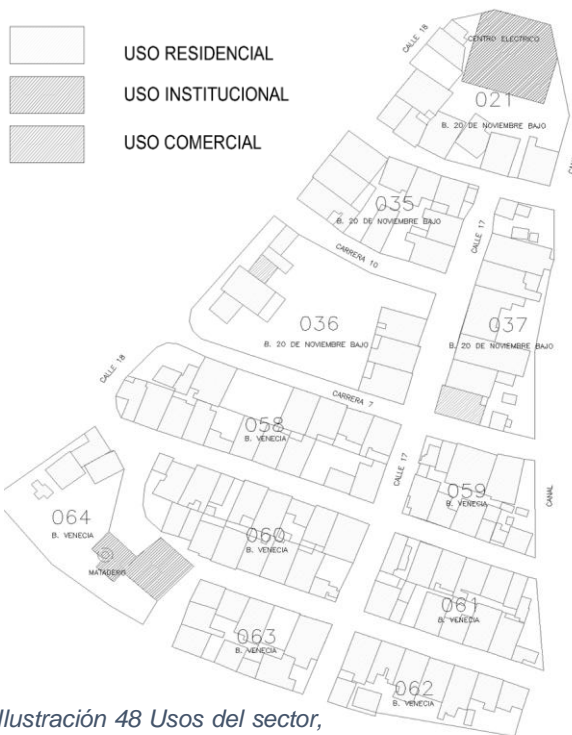 USO RESIDENCIAL
USO INSTITUCIONAL
USO COMERCIAL
CALLE 18
CENTRO ELECTRICO
021
B. 20 DE NOVIEMBRE BAJO
035
B. 20 DE NOVIEMBRE BAJO
CALLE 17
CARRERA 10
036
B. 20 DE NOVIEMBRE BAJO
037
B. 20 DE NOVIEMBRE BAJO
CALLE 18
CARRERA 7
058
B. VENECIA
CALLE 17
059
B. VENECIA
CANAL
064
B. VENECIA
MATADERO
060
B. VENECIA
061
B. VENECIA
063
B. VENECIA
062
B. VENECIA
Ilustración 48 Usos del sector,